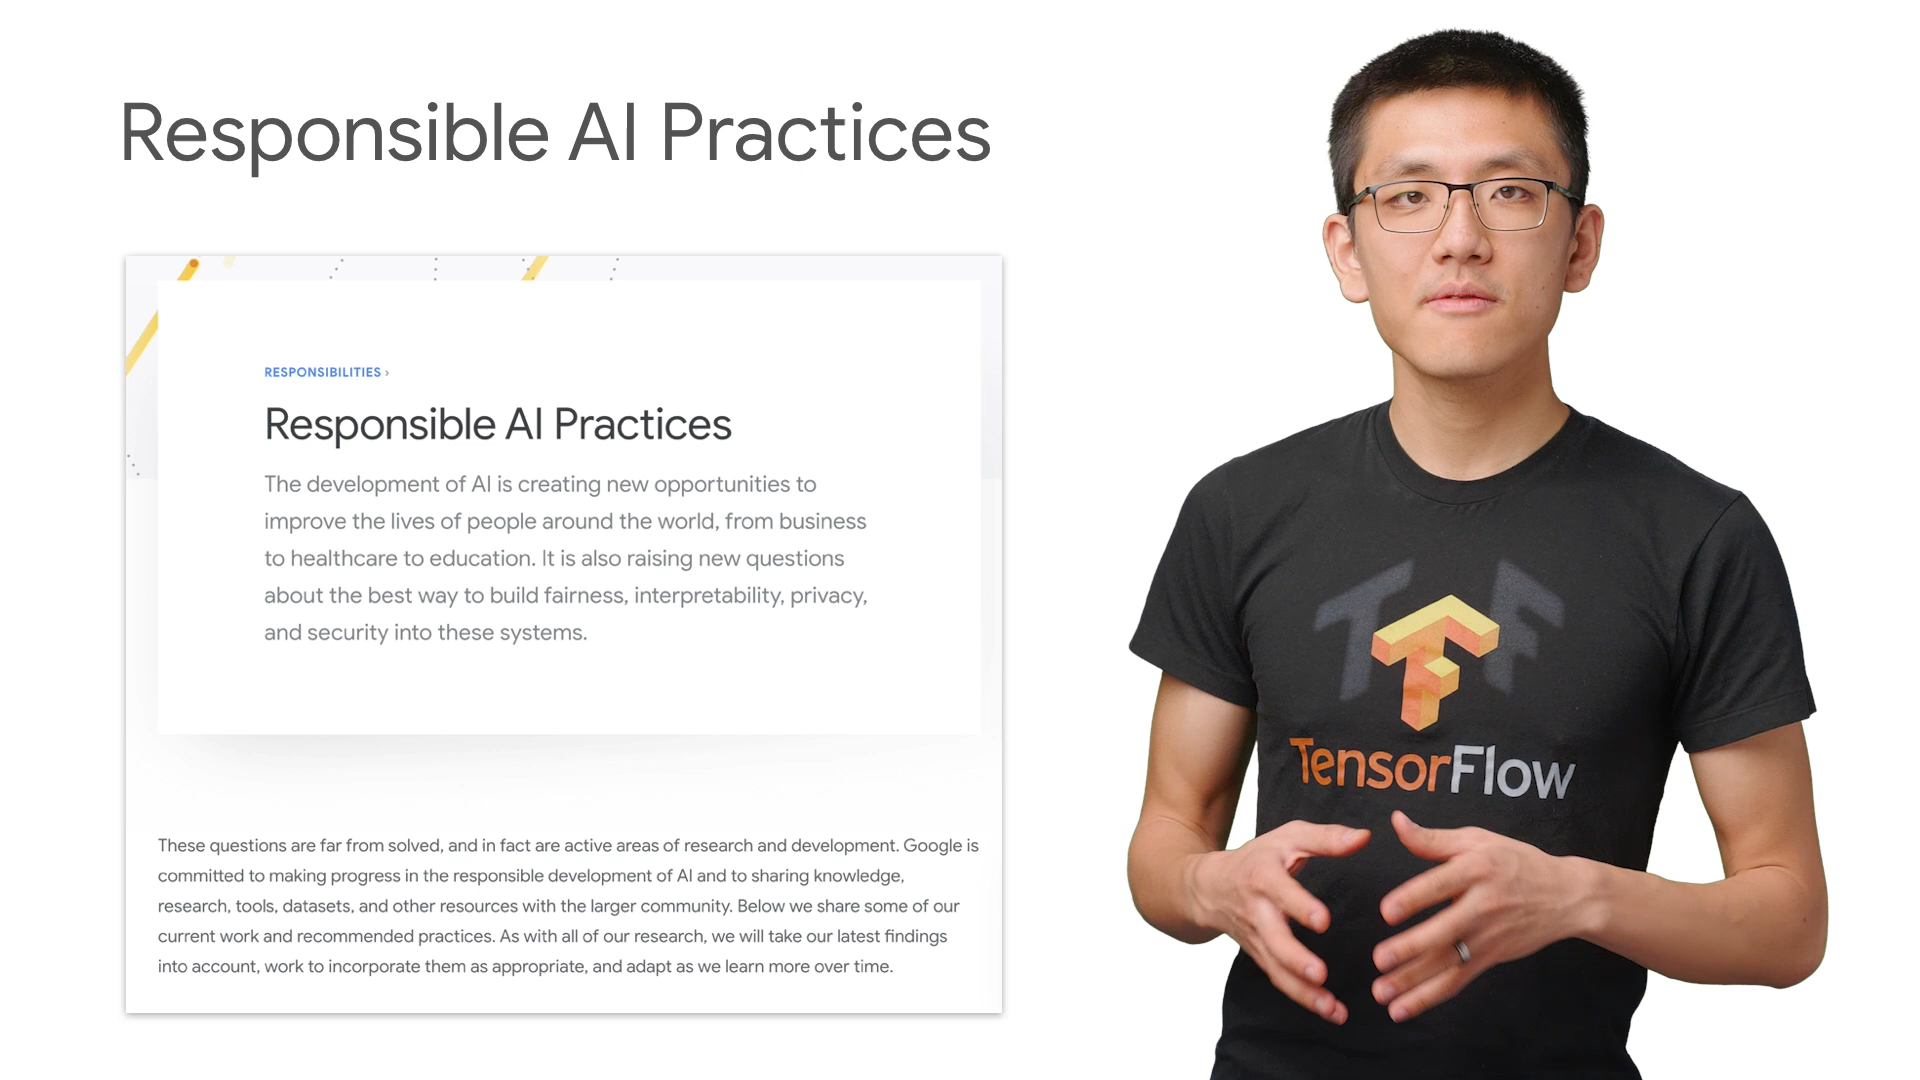 Responsible AI Practices
RESPONSIBILITIES ›
Responsible AI Practices
The development of AI is creating new opportunities to
improve the lives of people around the world, from business
to healthcare to education. It is also raising new questions
about the best way to build fairness, interpretability, privacy,
and security into these systems.
These questions are far from solved, and in fact are active areas of research and development. Google is
committed to making progress in the responsible development of AI and to sharing knowledge,
research, tools, datasets, and other resources with the larger community. Below we share some of our
current work and recommended practices. As with all of our research, we will take our latest findings
into account, work to incorporate them as appropriate, and adapt as we learn more over time.
TF
TensorFlow